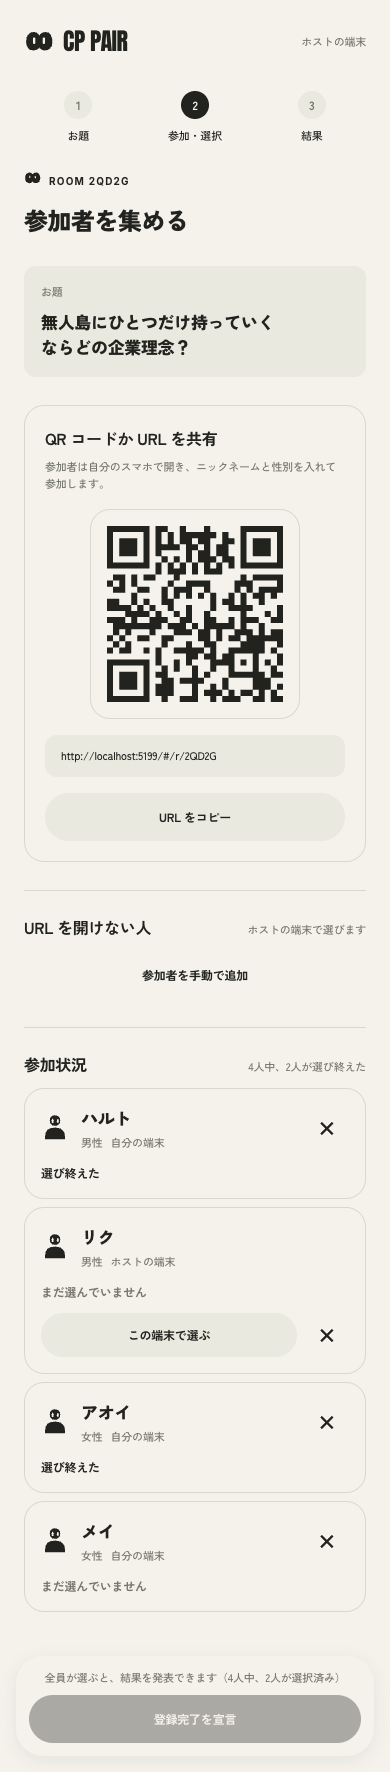 CP PAIR
ホストの端末
1
2
3
お題
参加・選択
結果
ROOM 2QD2G
参加者を集める
お題
無人島にひとつだけ持っていく
ならどの企業理念？
QR コードか URL を共有
参加者は自分のスマホで開き、ニックネームと性別を入れて
参加します。
http://localhost:5199/#/r/2QD2G
URL をコピー
URL を開けない人
ホストの端末で選びます
参加者を手動で追加
参加状況
4人中、2人が選び終えた
ハルト
男性 自分の端末
選び終えた
リク
男性 ホストの端末
まだ選んでいません
この端末で選ぶ
アオイ
女性 自分の端末
選び終えた
メイ
女性 自分の端末
まだ選んでいません
全員が選ぶと、結果を発表できます（4人中、2人が選択済み）
登録完了を宣言